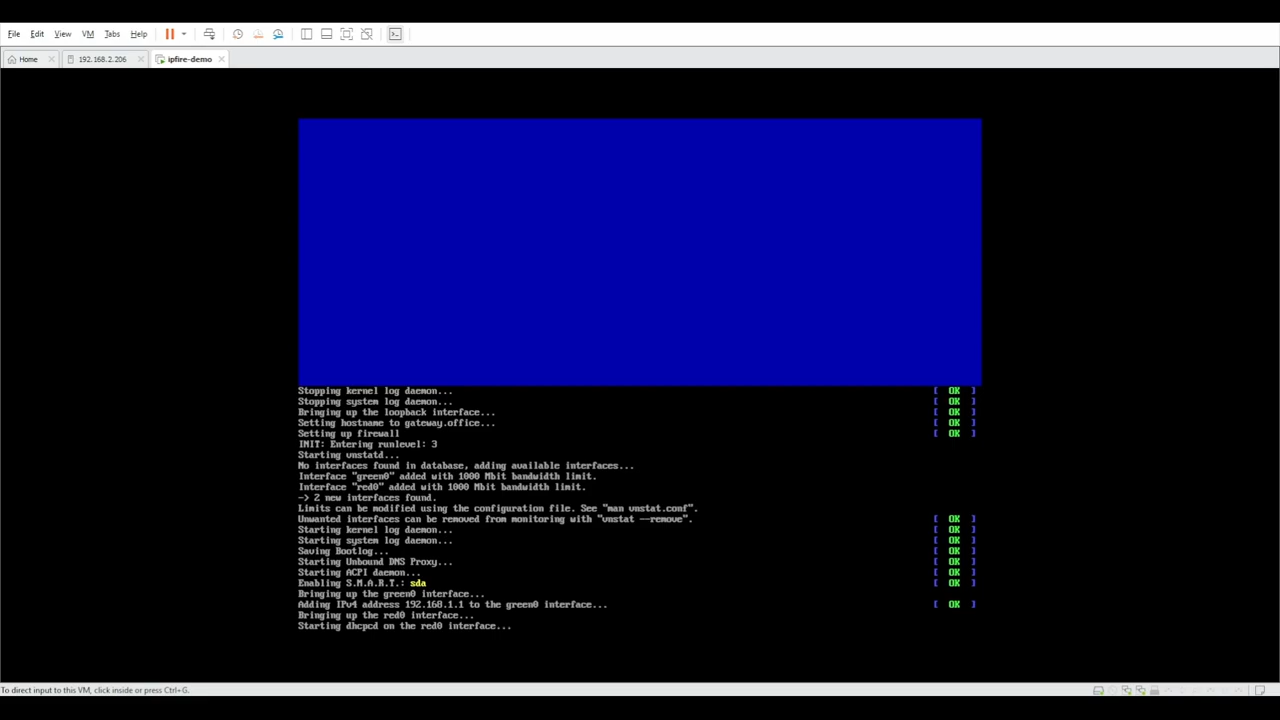 File Edit View VM Tabs Help
Home 192.168.2.206 ipfire-demo
Stopping kernel log daemon... [ OK ]
Stopping system log daemon... [ OK ]
Bringing up the loopback interface... [ OK ]
Setting hostname to gateway.office... [ OK ]
Setting up firewall [ OK ]
INIT: Entering runlevel: 3
Starting vnstatd...
No interfaces found in database, adding available interfaces...
Interface "green0" added with 1000 Mbit bandwidth limit.
Interface "red0" added with 1000 Mbit bandwidth limit.
-> 2 new interfaces found.
Limits can be modified using the configuration file. See "man vnstat.conf".
Unwanted interfaces can be removed from monitoring with "vnstat --remove". [ OK ]
Starting kernel log daemon... [ OK ]
Starting system log daemon... [ OK ]
Saving Bootlog... [ OK ]
Starting Unbound DNS Proxy... [ OK ]
Starting ACPI daemon... [ OK ]
Enabling S.M.A.R.T.: sda [ OK ]
Bringing up the green0 interface...
Adding IPv4 address 192.168.1.1 to the green0 interface... [ OK ]
Bringing up the red0 interface...
Starting dhcpcd on the red0 interface...
To direct input to this VM, click inside or press Ctrl+G.